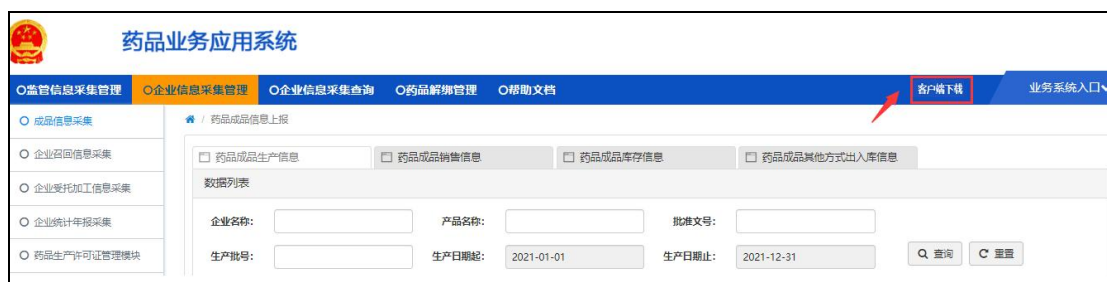 药品业务应用系统
监管信息采集管理 企业信息采集管理 企业信息采集查询 药品解绑管理 帮助文档 客户端下载 业务系统入口
成品信息采集 / 药品成品信息上报
企业召回信息采集 药品成品生产信息 药品成品销售信息 药品成品库存信息 药品成品其他方式出入库信息
企业受托加工信息采集 数据列表
企业统计年报采集 企业名称: 产品名称: 批准文号:
药品生产许可证管理模块 生产批号: 生产日期起: 2021-01-01 生产日期止: 2021-12-31 查询 重置